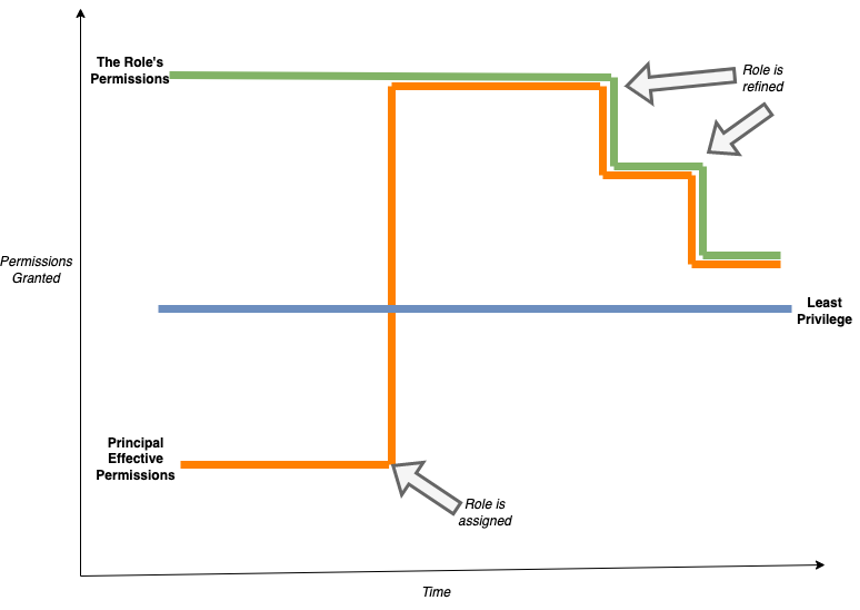 The Role's
Permissions
Role is
refined
Permissions
Granted
Least
Privilege
Principal
Effective
Permissions
Role is
assigned
Time